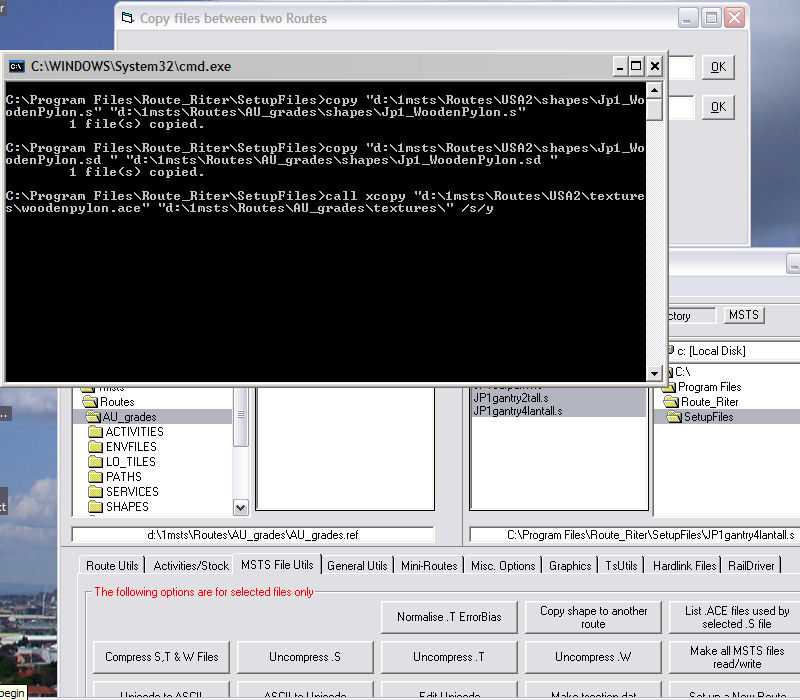 Copy files between two Routes
C:\WINDOWS\System32\cmd.exe
OK
OK
C:\Program Files\Route_Riter\SetupFiles>copy "d:\1msts\Routes\USA2\shapes\Jp1_Wo
odenPylon.s" "d:\1msts\Routes\AU_grades\shapes\Jp1_WoodenPylon.s"
1 file(s) copied.
C:\Program Files\Route_Riter\SetupFiles>copy "d:\1msts\Routes\USA2\shapes\Jp1_Wo
odenPylon.sd " "d:\1msts\Routes\AU_grades\shapes\Jp1_WoodenPylon.sd "
1 file(s) copied.
C:\Program Files\Route_Riter\SetupFiles>call xcopy "d:\1msts\Routes\USA2\texture
s\woodenpylon.ace" "d:\1msts\Routes\AU_grades\textures\" /s/y
ctory
MSTS
c: [Local Disk]
C:\
Program Files
Route_Riter
SetupFiles
1msts
Routes
AU_grades
ACTIVITIES
ENVFILES
LO_TILES
PATHS
SERVICES
SHAPES
JP1gantry2tall.s
JP1gantry4lantall.s
d:\1msts\Routes\AU_grades\AU_grades.ref
C:\Program Files\Route_Riter\SetupFiles\JP1gantry4lantall.s
Route Utils
Activities/Stock
MSTS File Utils
General Utils
Mini-Routes
Misc. Options
Graphics
TsUtils
Hardlink Files
RailDriver
The following options are for selected files only
Normalise .T ErrorBias
Copy shape to another
route
List .ACE files used by
selected .S file
Compress S,T & W Files
Uncompress .S
Uncompress .T
Uncompress .W
Make all MSTS files
read/write
Unicode to ASCII
ASCII to Unicode
Edit Unicode
Make tsection.dat
Set up a New Route
begin